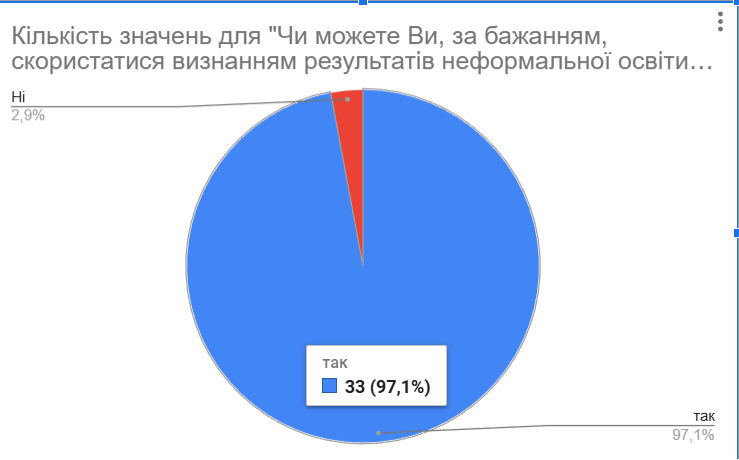 Кількість значень для "Чи можете Ви, за бажанням,
скористатися визнанням результатів неформальної освіти…
Ні
2,9%
так
33 (97,1%)
так
97,1%